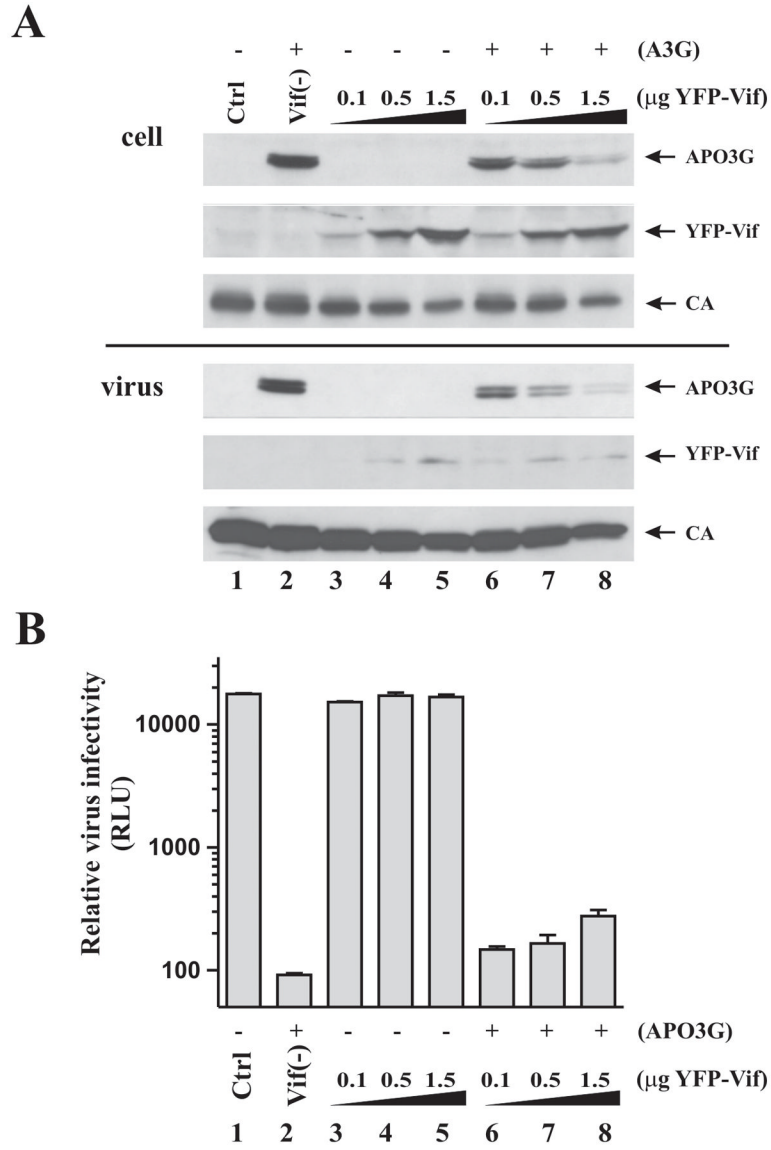 A
- + - - - + + + (A3G)
Ctrl Vif(-) 0.1 0.5 1.5 0.1 0.5 1.5 (μg YFP-Vif)
cell
APO3G
YFP-Vif
CA
virus
APO3G
YFP-Vif
CA
1 2 3 4 5 6 7 8
B
Relative virus infectivity
(RLU)
10000
1000
100
- + - - - + + + (APO3G)
Ctrl Vif(-) 0.1 0.5 1.5 0.1 0.5 1.5 (μg YFP-Vif)
1 2 3 4 5 6 7 8